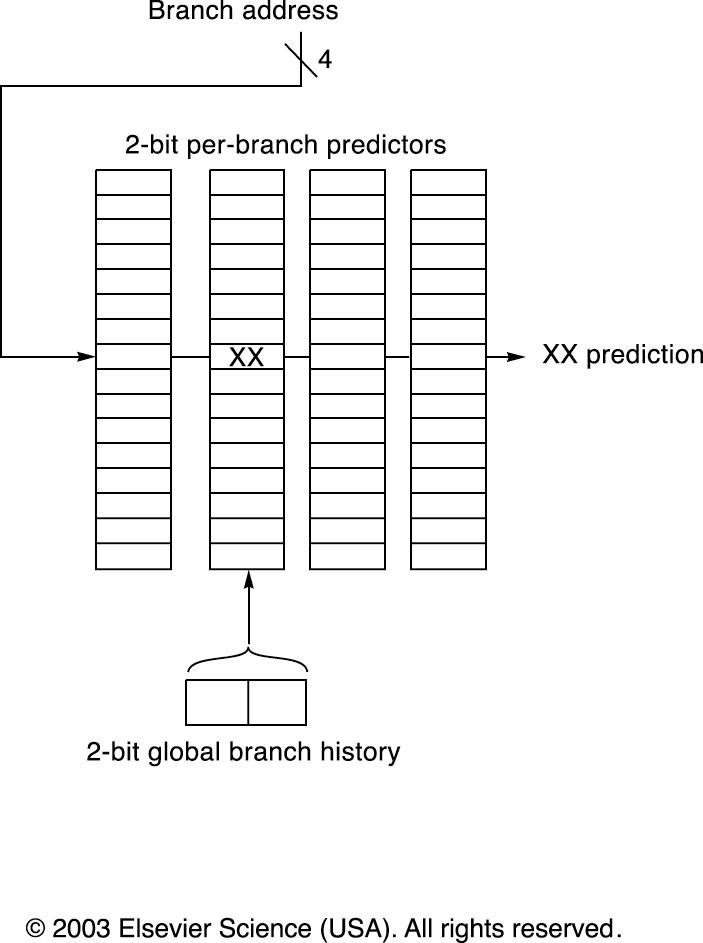 Branch address
4
2-bit per-branch predictors
XX
XX prediction
2-bit global branch history
© 2003 Elsevier Science (USA). All rights reserved.